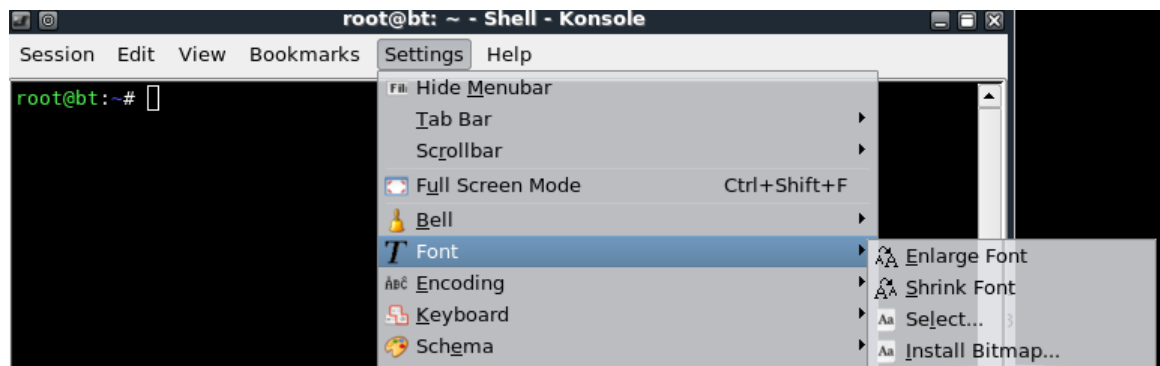 root@bt: ~ - Shell - Konsole
Session Edit View Bookmarks Settings Help
root@bt:~#
Hide Menubar
Tab Bar
Scrollbar
Full Screen Mode Ctrl+Shift+F
Bell
Font
Enlarge Font
Encoding
Shrink Font
Keyboard
Select...
Schema
Install Bitmap...